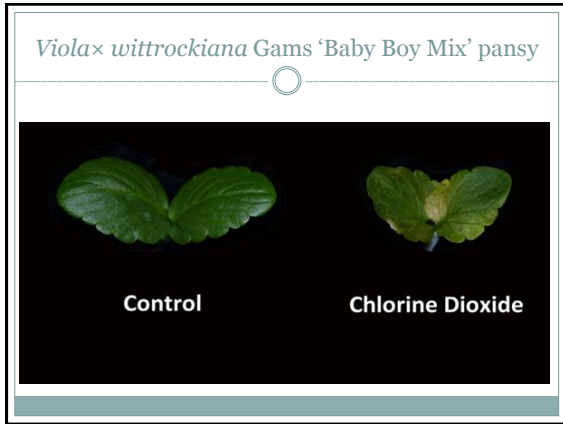 Viola× wittrockiana Gams ‘Baby Boy Mix’ pansy
Control
Chlorine Dioxide